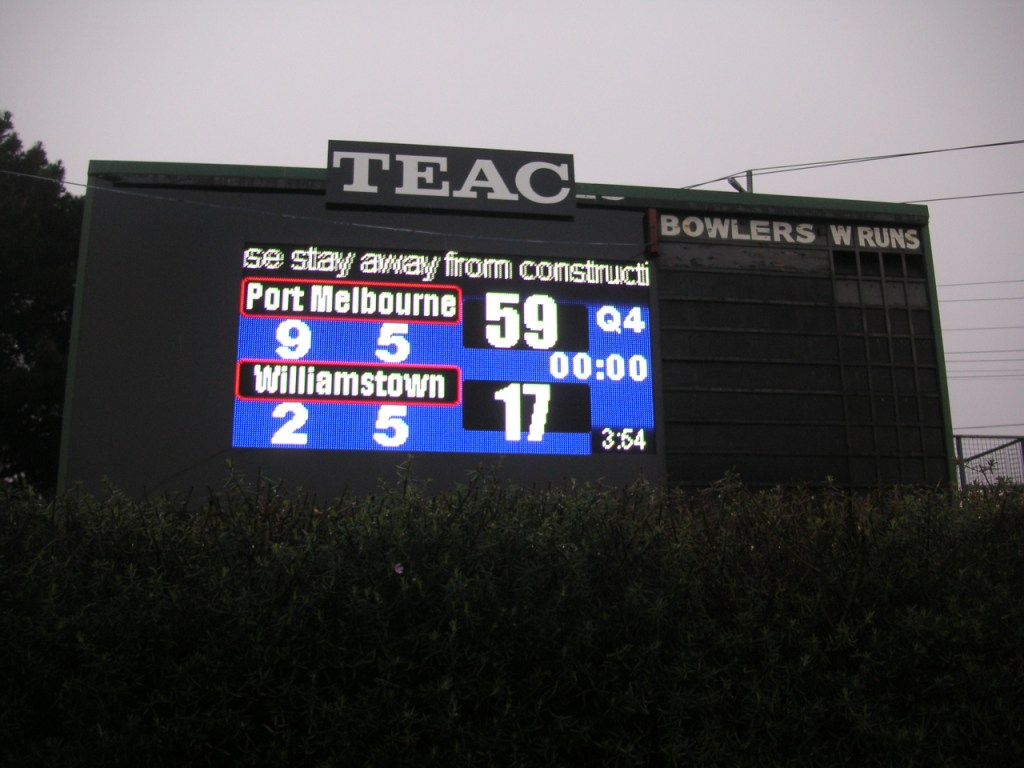 TEAC
BOWLERS W RUNS
se stay away from constructi
Port Melbourne 59 Q4
9 5
00:00
Williamstown 17
2 5
3:54